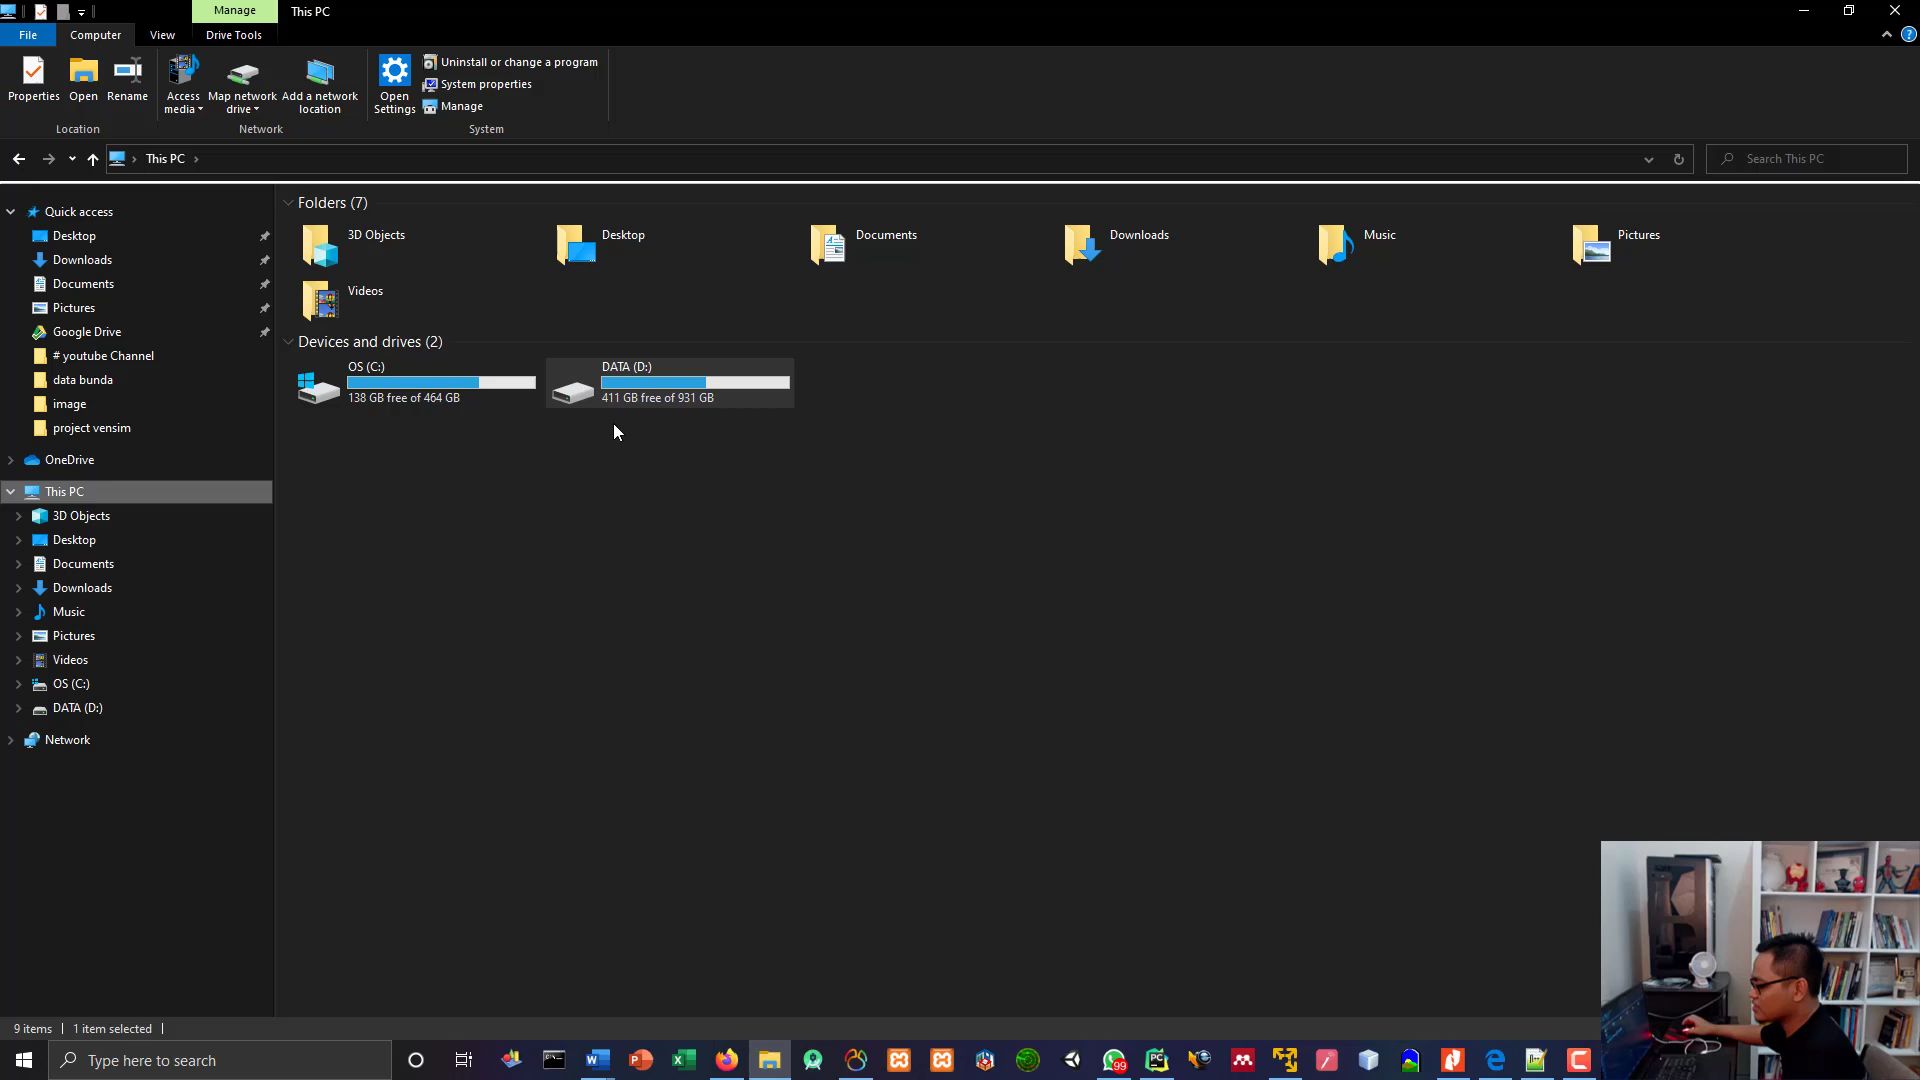 Manage
This PC
File
Computer
View
Drive Tools
Properties
Open
Rename
Access media
Map network drive
Add a network location
Open Settings
Uninstall or change a program
System properties
Manage
Location
Network
System
This PC
Search This PC
Quick access
Desktop
Downloads
Documents
Pictures
Google Drive
# youtube Channel
data bunda
image
project vensim
OneDrive
This PC
3D Objects
Desktop
Documents
Downloads
Music
Pictures
Videos
OS (C:)
DATA (D:)
Network
Folders (7)
3D Objects
Desktop
Documents
Downloads
Music
Pictures
Videos
Devices and drives (2)
OS (C:)
138 GB free of 464 GB
DATA (D:)
411 GB free of 931 GB
9 items
1 item selected
Type here to search
99